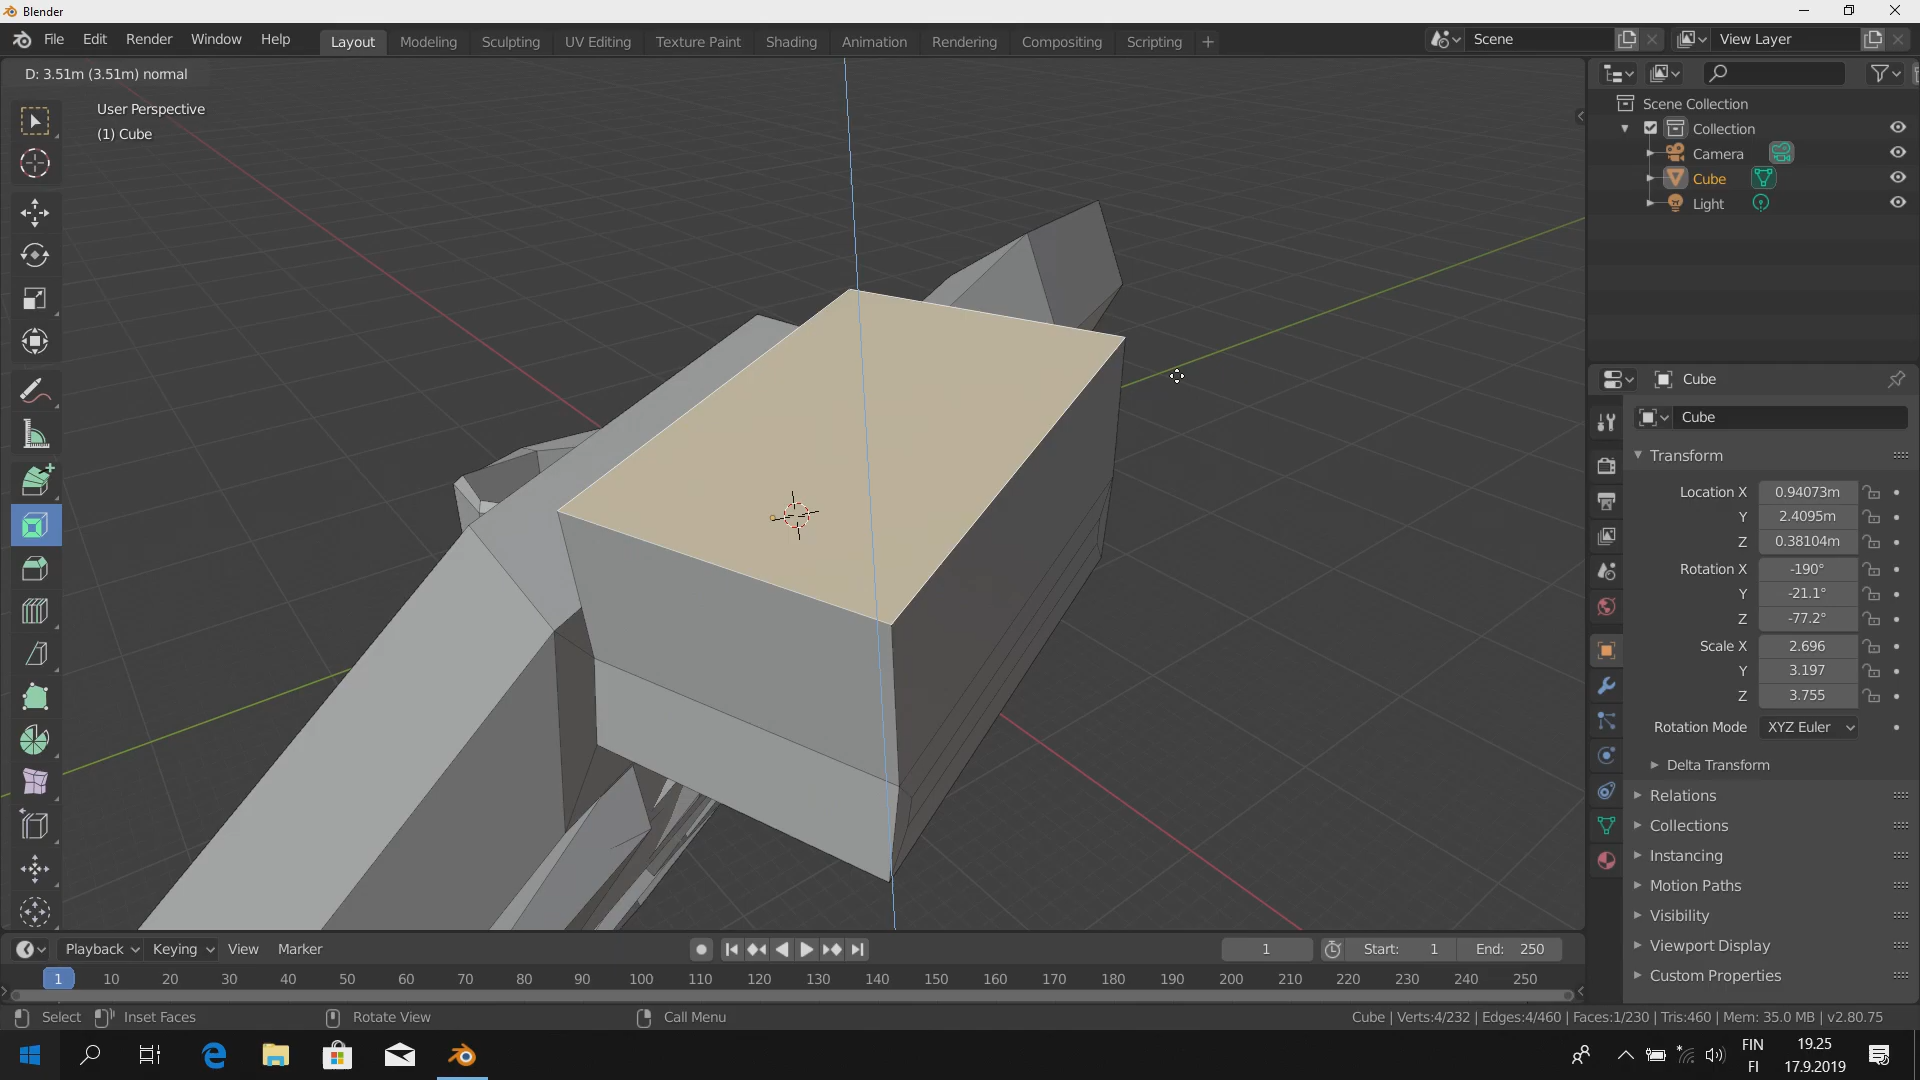 Blender
File Edit Render Window Help
Layout Modeling Sculpting UV Editing Texture Paint Shading Animation Rendering Compositing Scripting +
Scene
View Layer
D: 3.51m (3.51m) normal
User Perspective
(1) Cube
Scene Collection
Collection
Camera
Cube
Light
Cube
Cube
Transform
Location X 0.94073m
Y 2.4095m
Z 0.38104m
Rotation X -190°
Y -21.1°
Z -77.2°
Scale X 2.696
Y 3.197
Z 3.755
Rotation Mode XYZ Euler
Delta Transform
Relations
Collections
Instancing
Motion Paths
Visibility
Viewport Display
Custom Properties
Playback Keying View Marker
1 Start: 1 End: 250
1 10 20 30 40 50 60 70 80 90 100 110 120 130 140 150 160 170 180 190 200 210 220 230 240 250
Select Inset Faces Rotate View Call Menu
Cube | Verts:4/232 | Edges:4/460 | Faces:1/230 | Tris:460 | Mem: 35.0 MB | v2.80.75
FIN
FI
19.25
17.9.2019